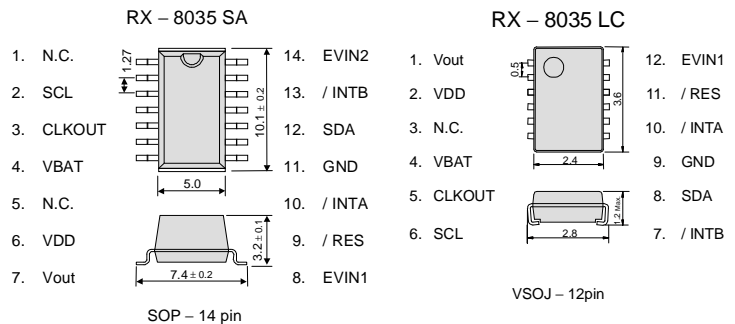 RX – 8035 SA
1. N.C.
2. SCL
3. CLKOUT
4. VBAT
5. N.C.
6. VDD
7. Vout
1.27
10.1 ± 0.2
5.0
3.2 ± 0.1
7.4 ± 0.2
14. EVIN2
13. / INTB
12. SDA
11. GND
10. / INTA
9. / RES
8. EVIN1
SOP – 14 pin
RX – 8035 LC
1. Vout
2. VDD
3. N.C.
4. VBAT
5. CLKOUT
6. SCL
0.5
3.6
2.4
1.2 Max.
2.8
12. EVIN1
11. / RES
10. / INTA
9. GND
8. SDA
7. / INTB
VSOJ – 12pin